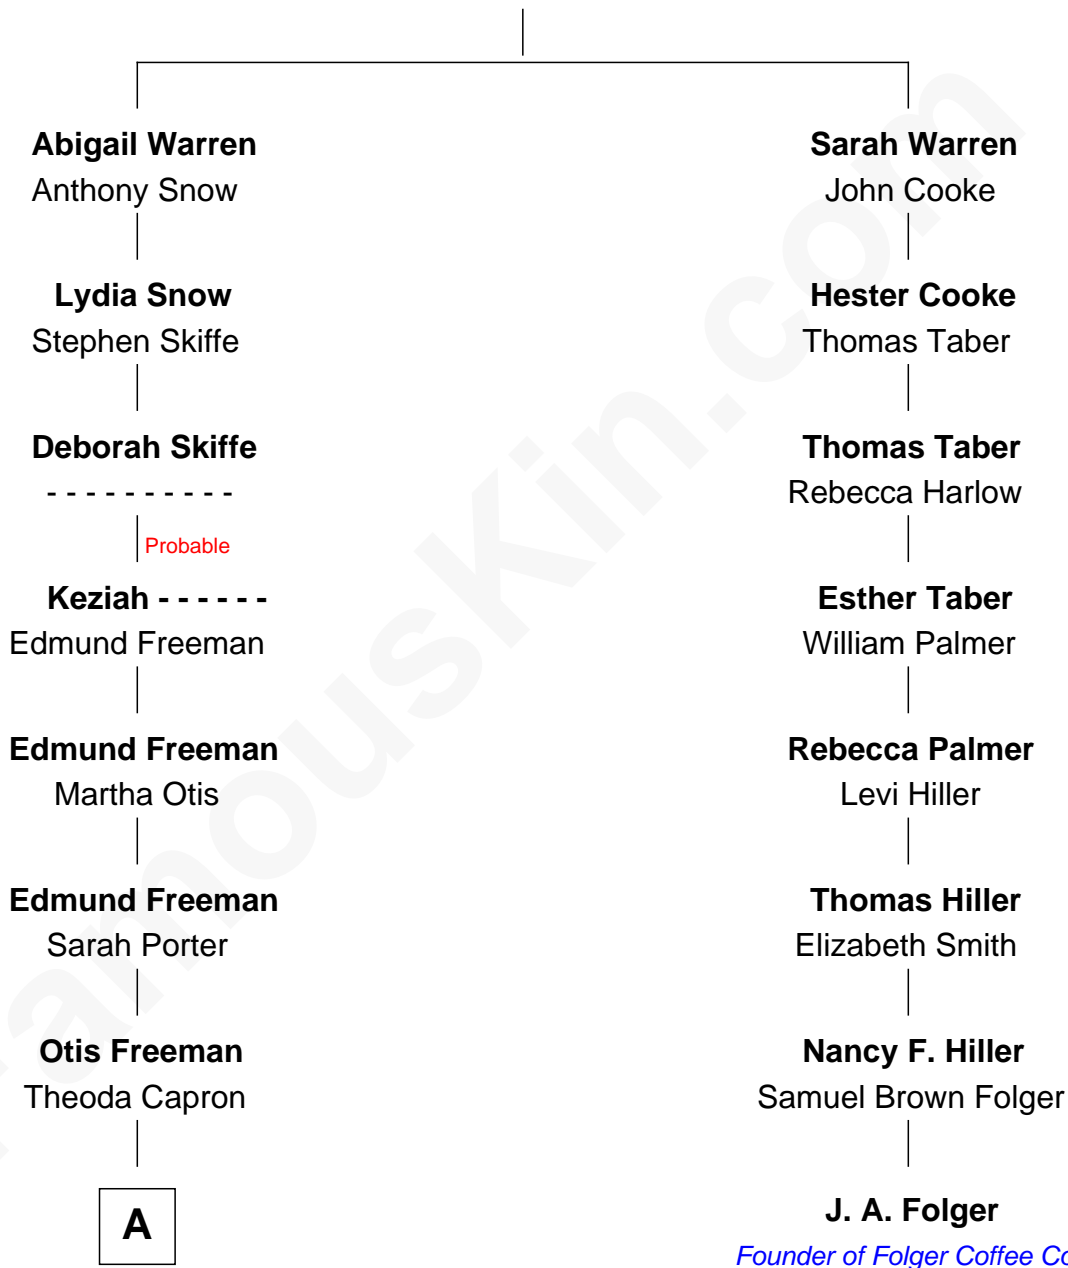 Abigail Warren
Anthony Snow
Lydia Snow
Stephen Skiffe
Deborah Skiffe
- - - - - - - - - -
Probable
Keziah - - - - - -
Edmund Freeman
Edmund Freeman
Martha Otis
Edmund Freeman
Sarah Porter
Otis Freeman
Theoda Capron
A
Sarah Warren
John Cooke
Hester Cooke
Thomas Taber
Thomas Taber
Rebecca Harlow
Esther Taber
William Palmer
Rebecca Palmer
Levi Hiller
Thomas Hiller
Elizabeth Smith
Nancy F. Hiller
Samuel Brown Folger
J. A. Folger
Founder of Folger Coffee Co
FamousKin.com